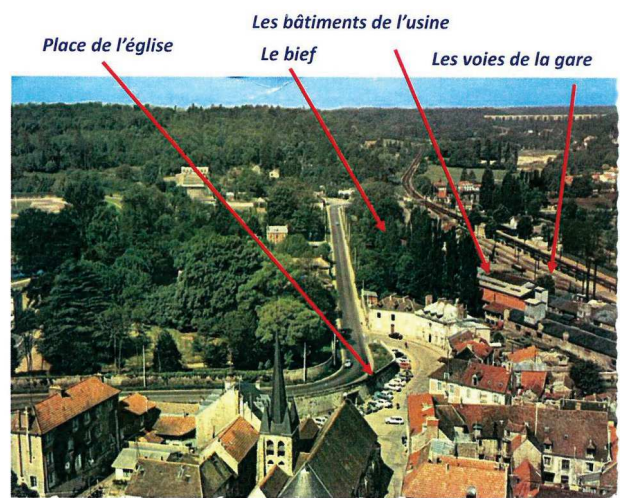 Les bâtiments de l'usine
Place de l'église
Le bief
Les voies de la gare